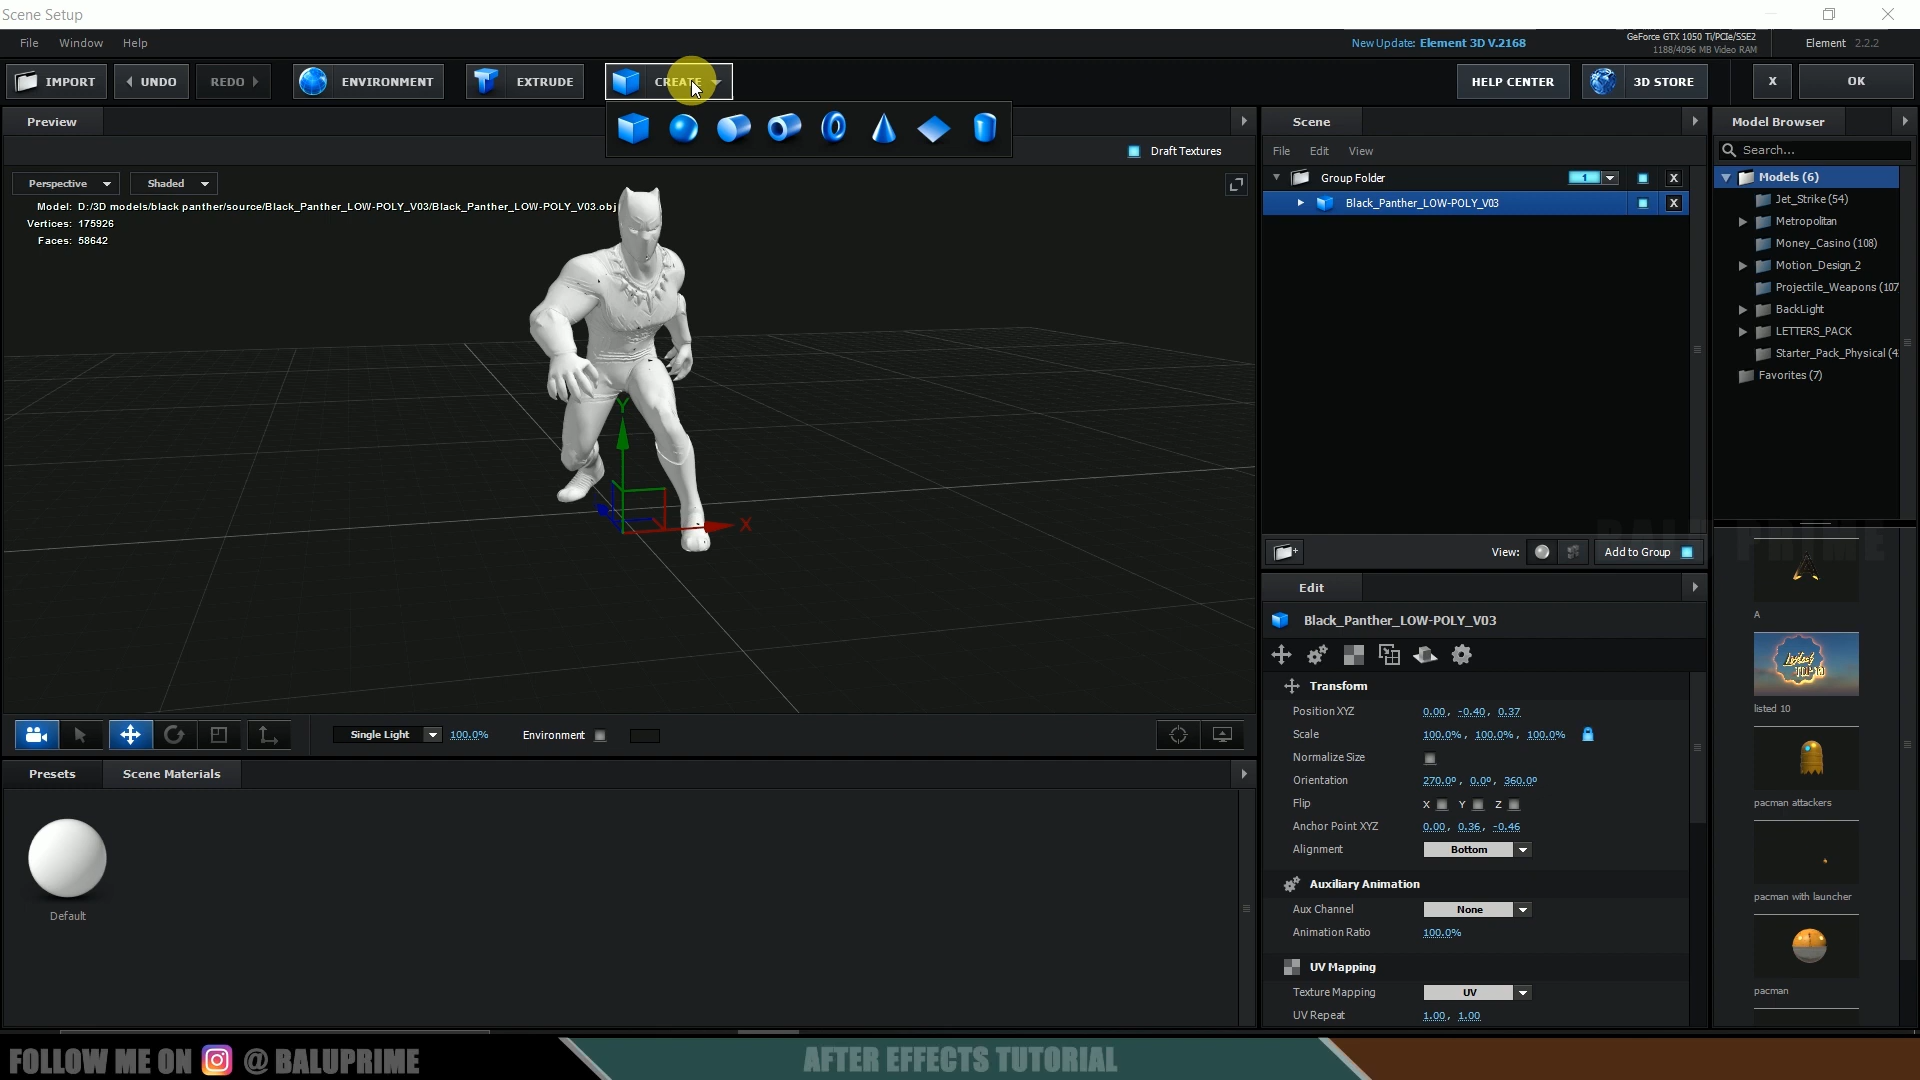 Scene Setup
File Window Help
New Update: Element 3D V.2168
GeForce GTX 1050 Ti/PCIe/SSE2
1188/4096 MB Video RAM
Element 2.2.2
IMPORT UNDO REDO ENVIRONMENT EXTRUDE CREATE HELP CENTER 3D STORE X OK
Preview
Draft Textures
Perspective Shaded
Model: D:/3D models/black panther/source/Black_Panther_LOW-POLY_V03/Black_Panther_LOW-POLY_V03.obj
Vertices: 175926
Faces: 58642
Y
X
Single Light 100.0% Environment
Presets Scene Materials
Default
Scene
File Edit View
Group Folder 1 X
Black_Panther_LOW-POLY_V03 X
View: Add to Group
Edit
Black_Panther_LOW-POLY_V03
Transform
Position XYZ 0.00, -0.40, 0.37
Scale 100.0%, 100.0%, 100.0%
Normalize Size
Orientation 270.0º, 0.0º, 360.0º
Flip X Y Z
Anchor Point XYZ 0.00, 0.36, -0.46
Alignment Bottom
Auxiliary Animation
Aux Channel None
Animation Ratio 100.0%
UV Mapping
Texture Mapping UV
UV Repeat 1.00, 1.00
Model Browser
Search...
Models (6)
Jet_Strike (54)
Metropolitan
Money_Casino (108)
Motion_Design_2
Projectile_Weapons (107
BackLight
LETTERS_PACK
Starter_Pack_Physical (4
Favorites (7)
BALU PRIME
A
listed 10
pacman attackers
pacman with launcher
pacman
FOLLOW ME ON @ BALUPRIME
AFTER EFFECTS TUTORIAL